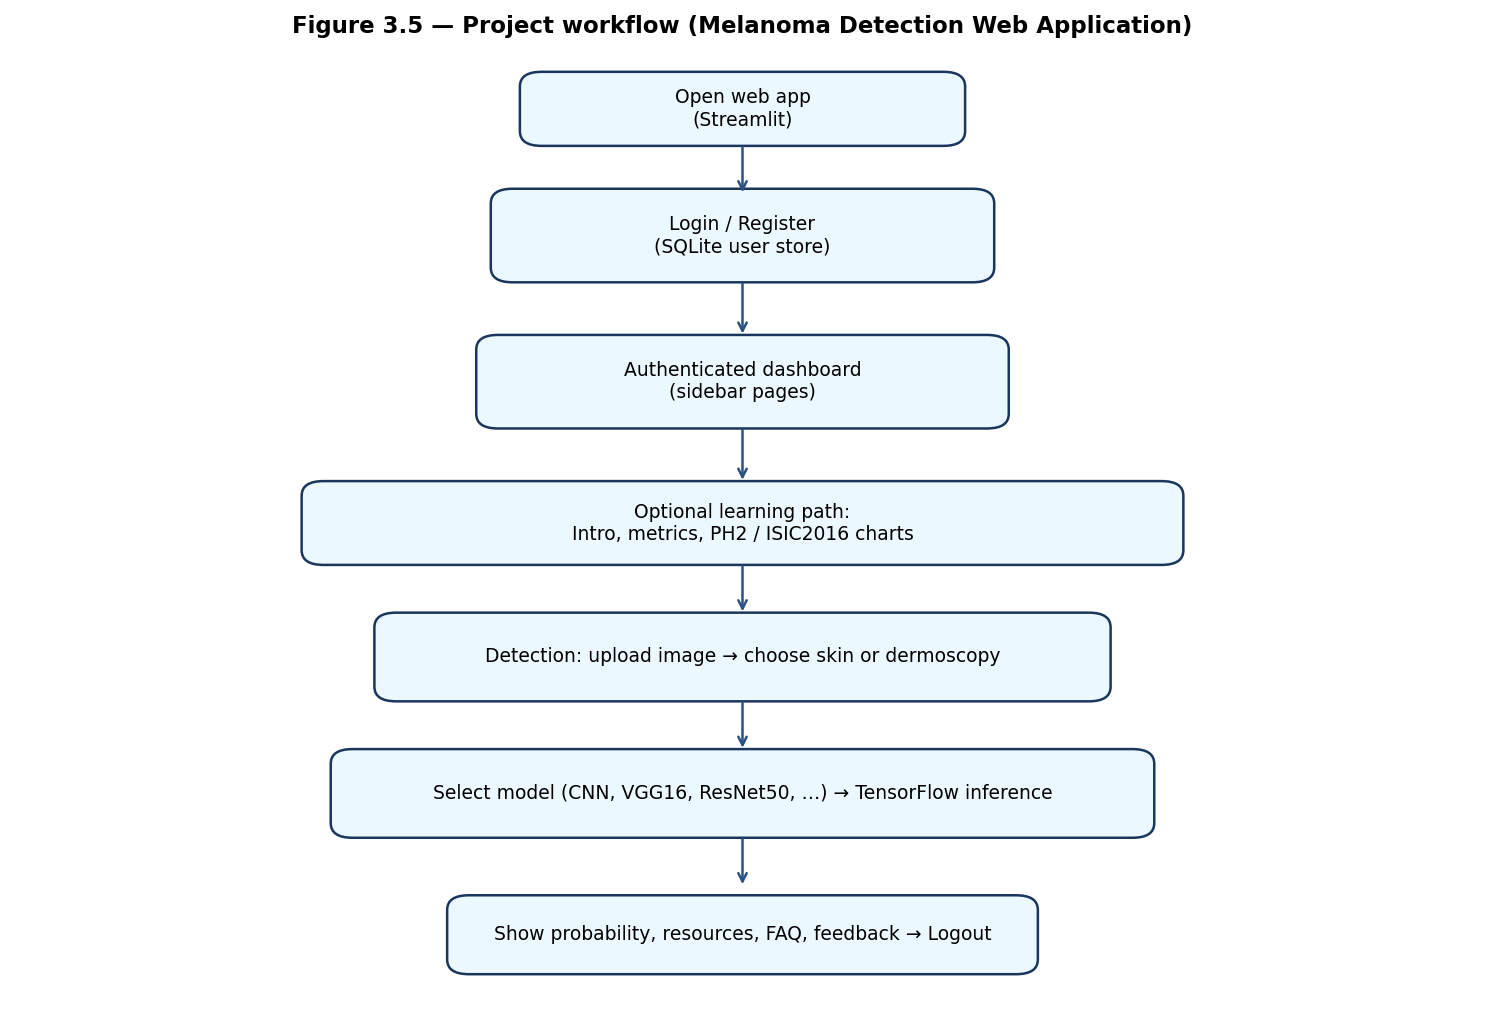 Figure 3.5 — Project workflow (Melanoma Detection Web Application)
Open web app
(Streamlit)
Login / Register
(SQLite user store)
Authenticated dashboard
(sidebar pages)
Optional learning path:
Intro, metrics, PH2 / ISIC2016 charts
Detection: upload image → choose skin or dermoscopy
Select model (CNN, VGG16, ResNet50, …) → TensorFlow inference
Show probability, resources, FAQ, feedback → Logout